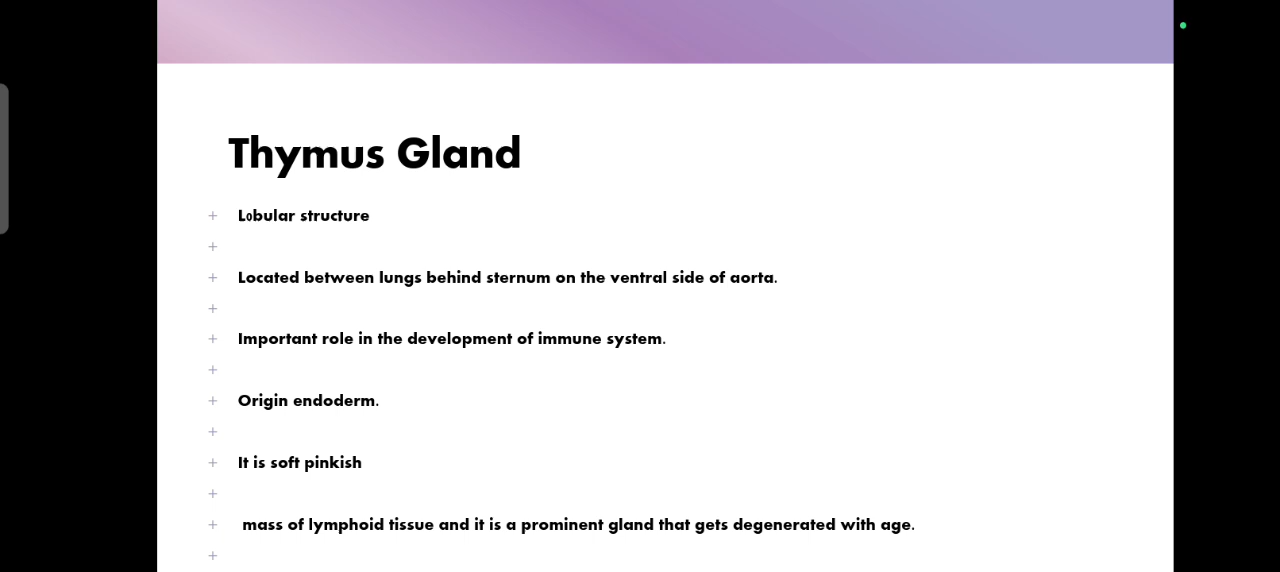 Thymus Gland
+ Lobular structure
+
+ Located between lungs behind sternum on the ventral side of aorta.
+
+ Important role in the development of immune system.
+
+ Origin endoderm.
+
+ It is soft pinkish
+
+ mass of lymphoid tissue and it is a prominent gland that gets degenerated with age.
+